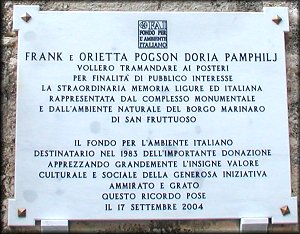 FAI
FONDO PER
L'AMBIENTE
ITALIANO
FRANK E ORIETTA POGSON DORIA PAMPHILJ
VOLLERO TRAMANDARE AI POSTERI
PER FINALITÀ DI PUBBLICO INTERESSE
LA STRAORDINARIA MEMORIA LIGURE ED ITALIANA
RAPPRESENTATA DAL COMPLESSO MONUMENTALE
E DALL'AMBIENTE NATURALE DEL BORGO MARINARO
DI SAN FRUTTUOSO
IL FONDO PER L'AMBIENTE ITALIANO
DESTINATARIO NEL 1983 DELL'IMPORTANTE DONAZIONE
APPREZZANDO GRANDEMENTE L'INSIGNE VALORE
CULTURALE E SOCIALE DELLA GENEROSA INIZIATIVA
AMMIRATO E GRATO
QUESTO RICORDO POSE
IL 17 SETTEMBRE 2004